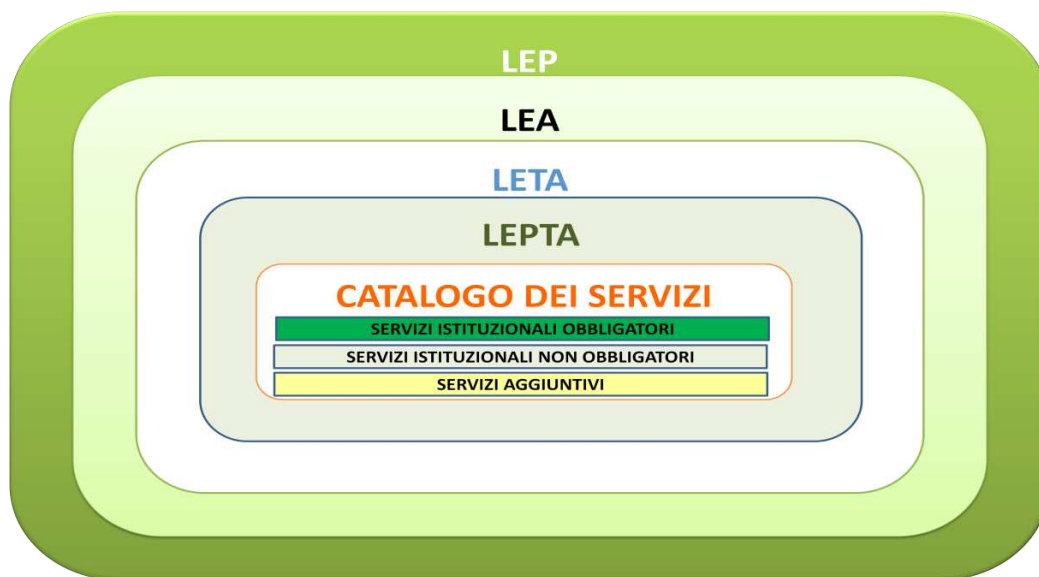 LEP
LEA
LETA
LEPTA
CATALOGO DEI SERVIZI
SERVIZI ISTITUZIONALI OBBLIGATORI
SERVIZI ISTITUZIONALI NON OBBLIGATORI
SERVIZI AGGIUNTIVI